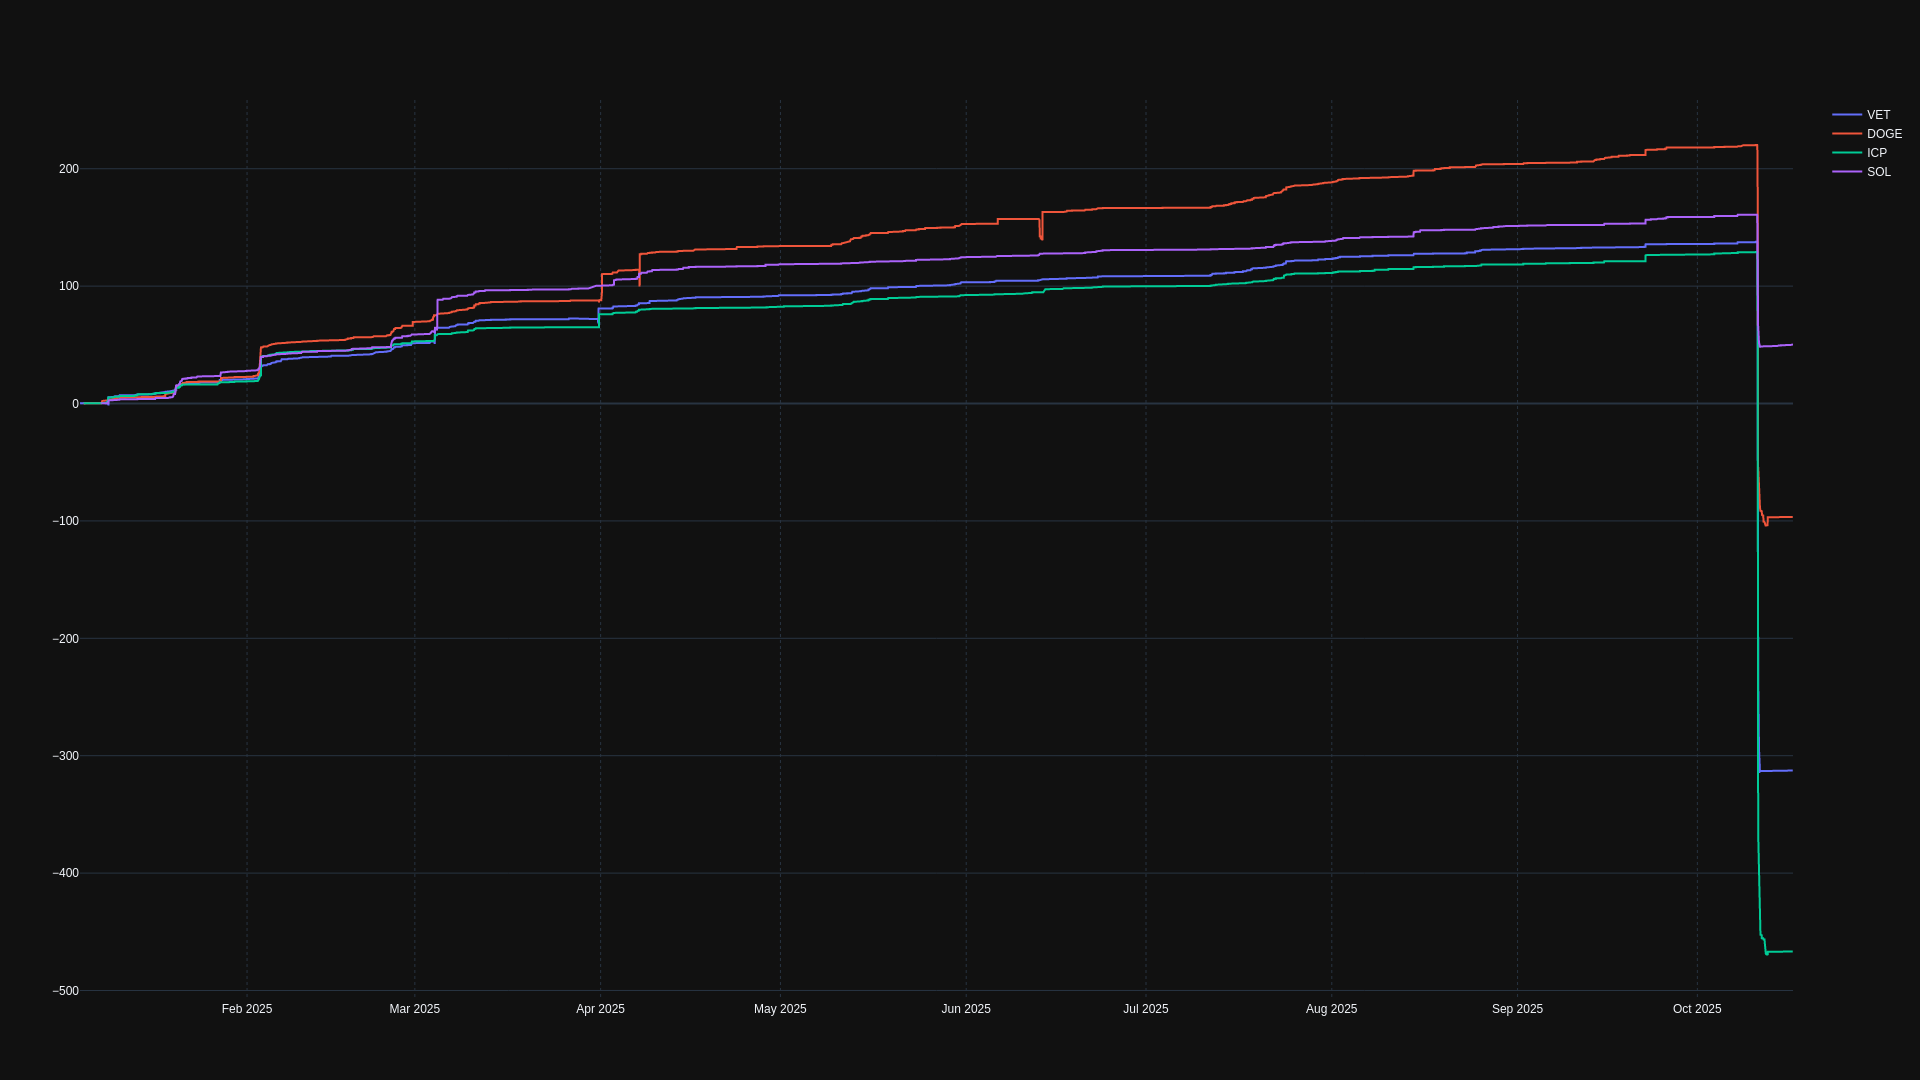 VET
DOGE
ICP
SOL
200
100
0
−100
−200
−300
−400
−500
Feb 2025
Mar 2025
Apr 2025
May 2025
Jun 2025
Jul 2025
Aug 2025
Sep 2025
Oct 2025